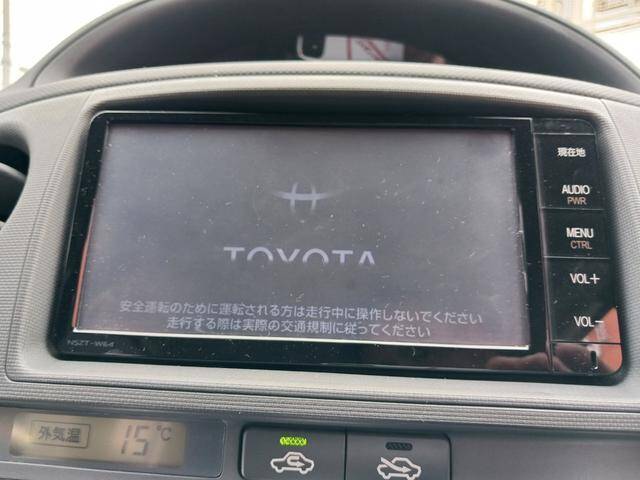 現在地
AUDIO
PWR
MENU
CTRL
VOL+
VOL-
TOYOTA
安全運転のために運転される方は走行中に操作しないでください
走行する際は実際の交通規制に従ってください
NSZT-W64
外気温 15℃